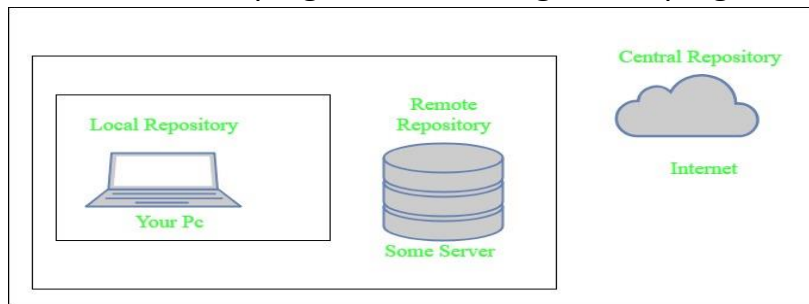 Central Repository
Remote
Repository
Local Repository
Internet
Your Pc
Some Server